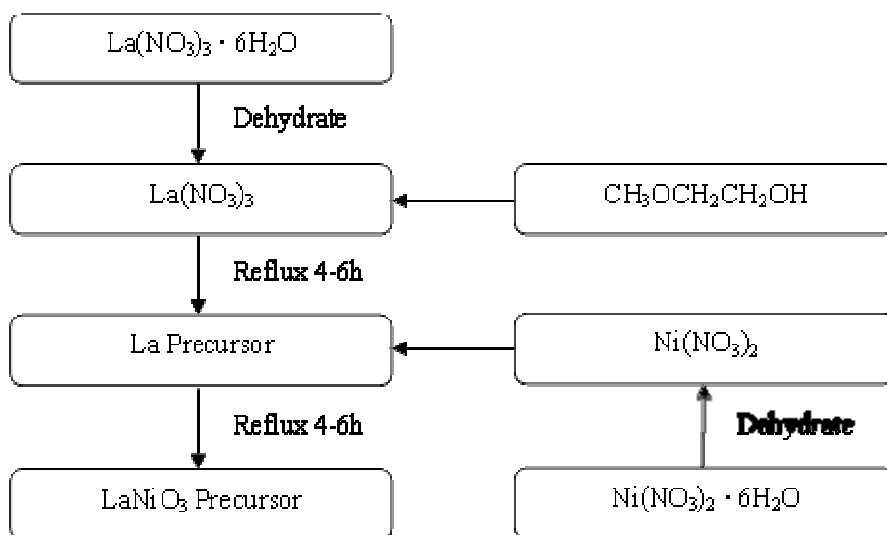 La(NO₃)₃ · 6H₂O
Dehydrate
La(NO₃)₃
CH₃OCH₂CH₂OH
Reflux 4-6h
La Precursor
Ni(NO₃)₂
Reflux 4-6h
Dehydrate
LaNiO₃ Precursor
Ni(NO₃)₂ · 6H₂O